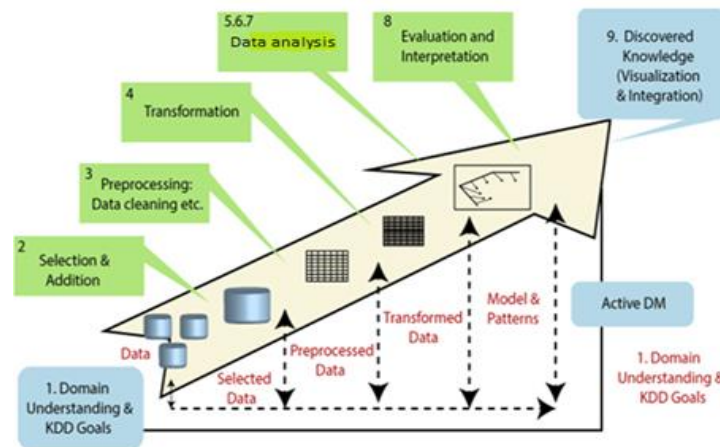 5.6.7
Data analysis
8
Evaluation and
Interpretation
9. Discovered
Knowledge
(Visualization
& Integration)
4
Transformation
3
Preprocessing:
Data cleaning etc.
2
Selection &
Addition
Data
Selected
Data
Preprocessed
Data
Transformed
Data
Model &
Patterns
Active DM
1. Domain
Understanding &
KDD Goals
1. Domain
Understanding &
KDD Goals